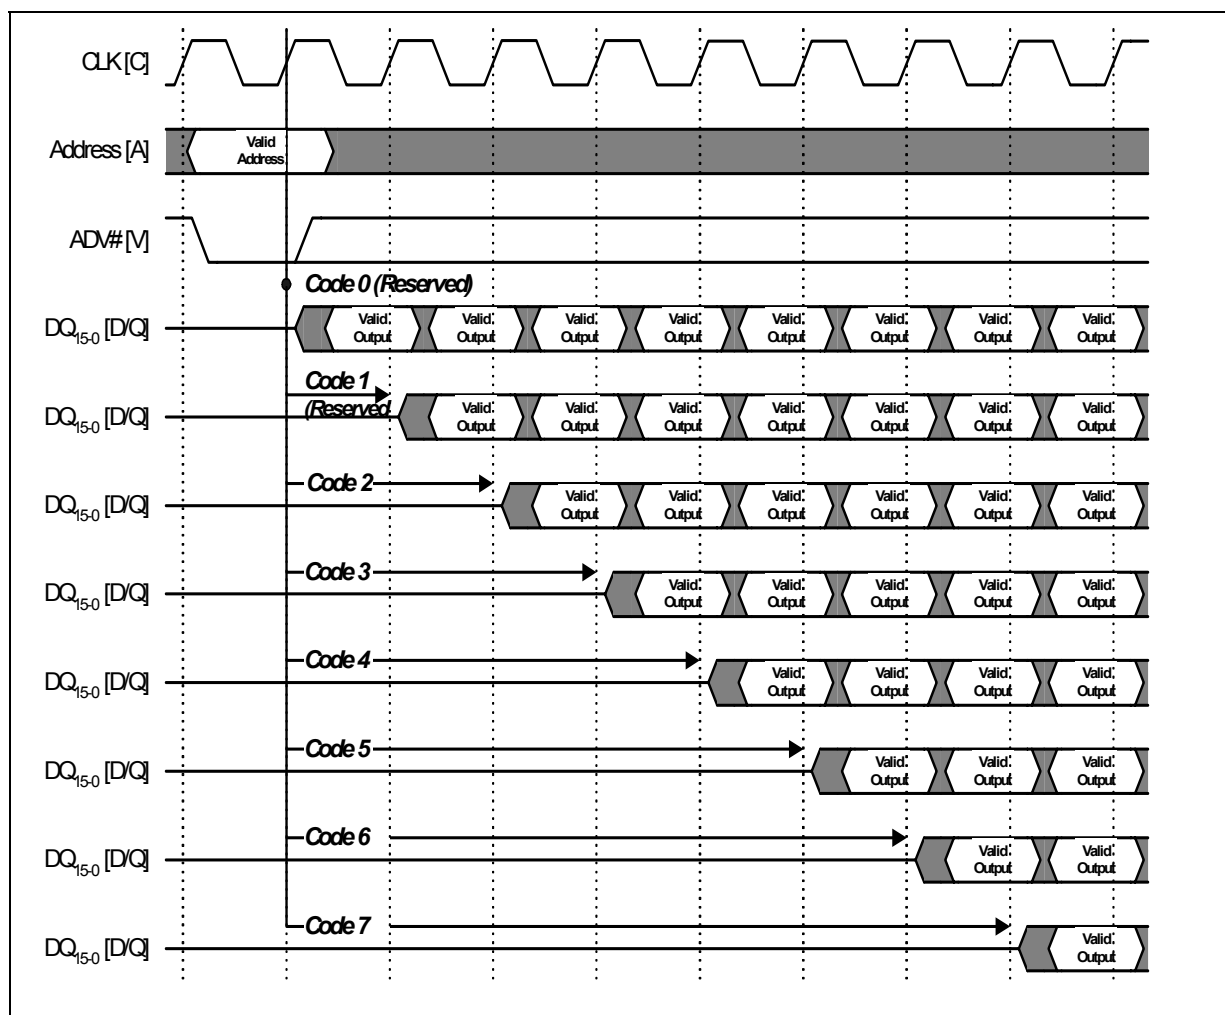 CLK [C]
Address [A]
Valid
Address
ADV# [V]
Code 0 (Reserved)
DQ15-0 [D/Q]
Valid Valid Valid Valid Valid Valid Valid Valid
Output Output Output Output Output Output Output Output
Code 1
(Reserved
DQ15-0 [D/Q]
Valid Valid Valid Valid Valid Valid Valid
Output Output Output Output Output Output Output
Code 2
DQ15-0 [D/Q]
Valid Valid Valid Valid Valid Valid
Output Output Output Output Output Output
Code 3
DQ15-0 [D/Q]
Valid Valid Valid Valid Valid
Output Output Output Output Output
Code 4
DQ15-0 [D/Q]
Valid Valid Valid Valid
Output Output Output Output
Code 5
DQ15-0 [D/Q]
Valid Valid Valid
Output Output Output
Code 6
DQ15-0 [D/Q]
Valid Valid
Output Output
Code 7
DQ15-0 [D/Q]
Valid
Output